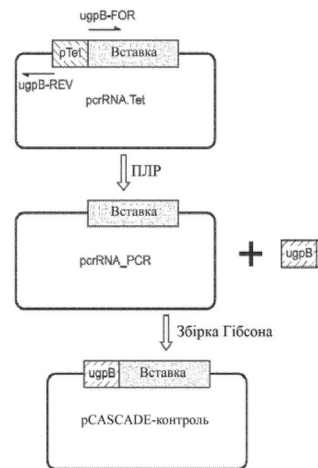 ugpB-FOR
pTet
Вставка
ugpB-REV
pcrRNA.Tet
ПЛР
Вставка
pcrRNA_PCR
+
ugpB
Збірка Гібсона
ugpB
Вставка
pCASCADE-контроль